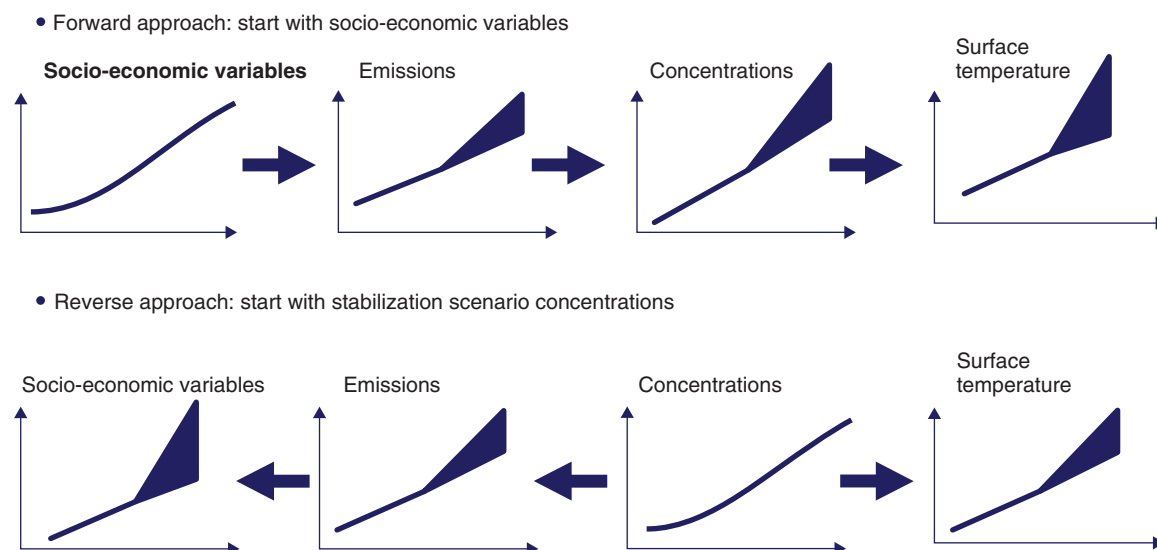 • Forward approach: start with socio-economic variables
Socio-economic variables
Emissions
Concentrations
Surface
temperature
• Reverse approach: start with stabilization scenario concentrations
Socio-economic variables
Emissions
Concentrations
Surface
temperature